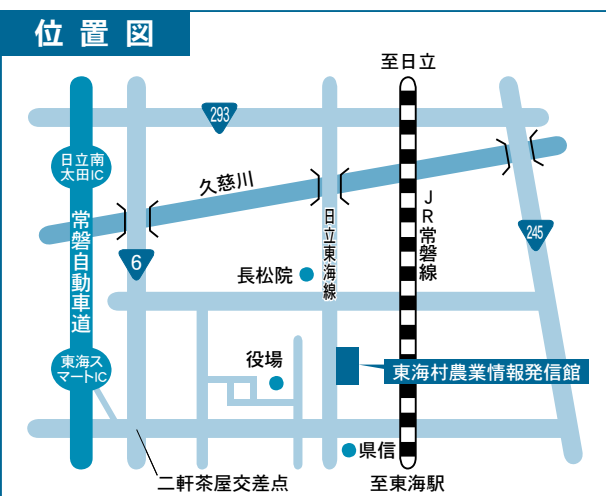 位置図
至日立
293
日立南
太田IC
久慈川
JR常磐線
日立東海線
常磐自動車道
6
245
長松院
東海ス
マートIC
役場
東海村農業情報発信館
県信
二軒茶屋交差点
至東海駅